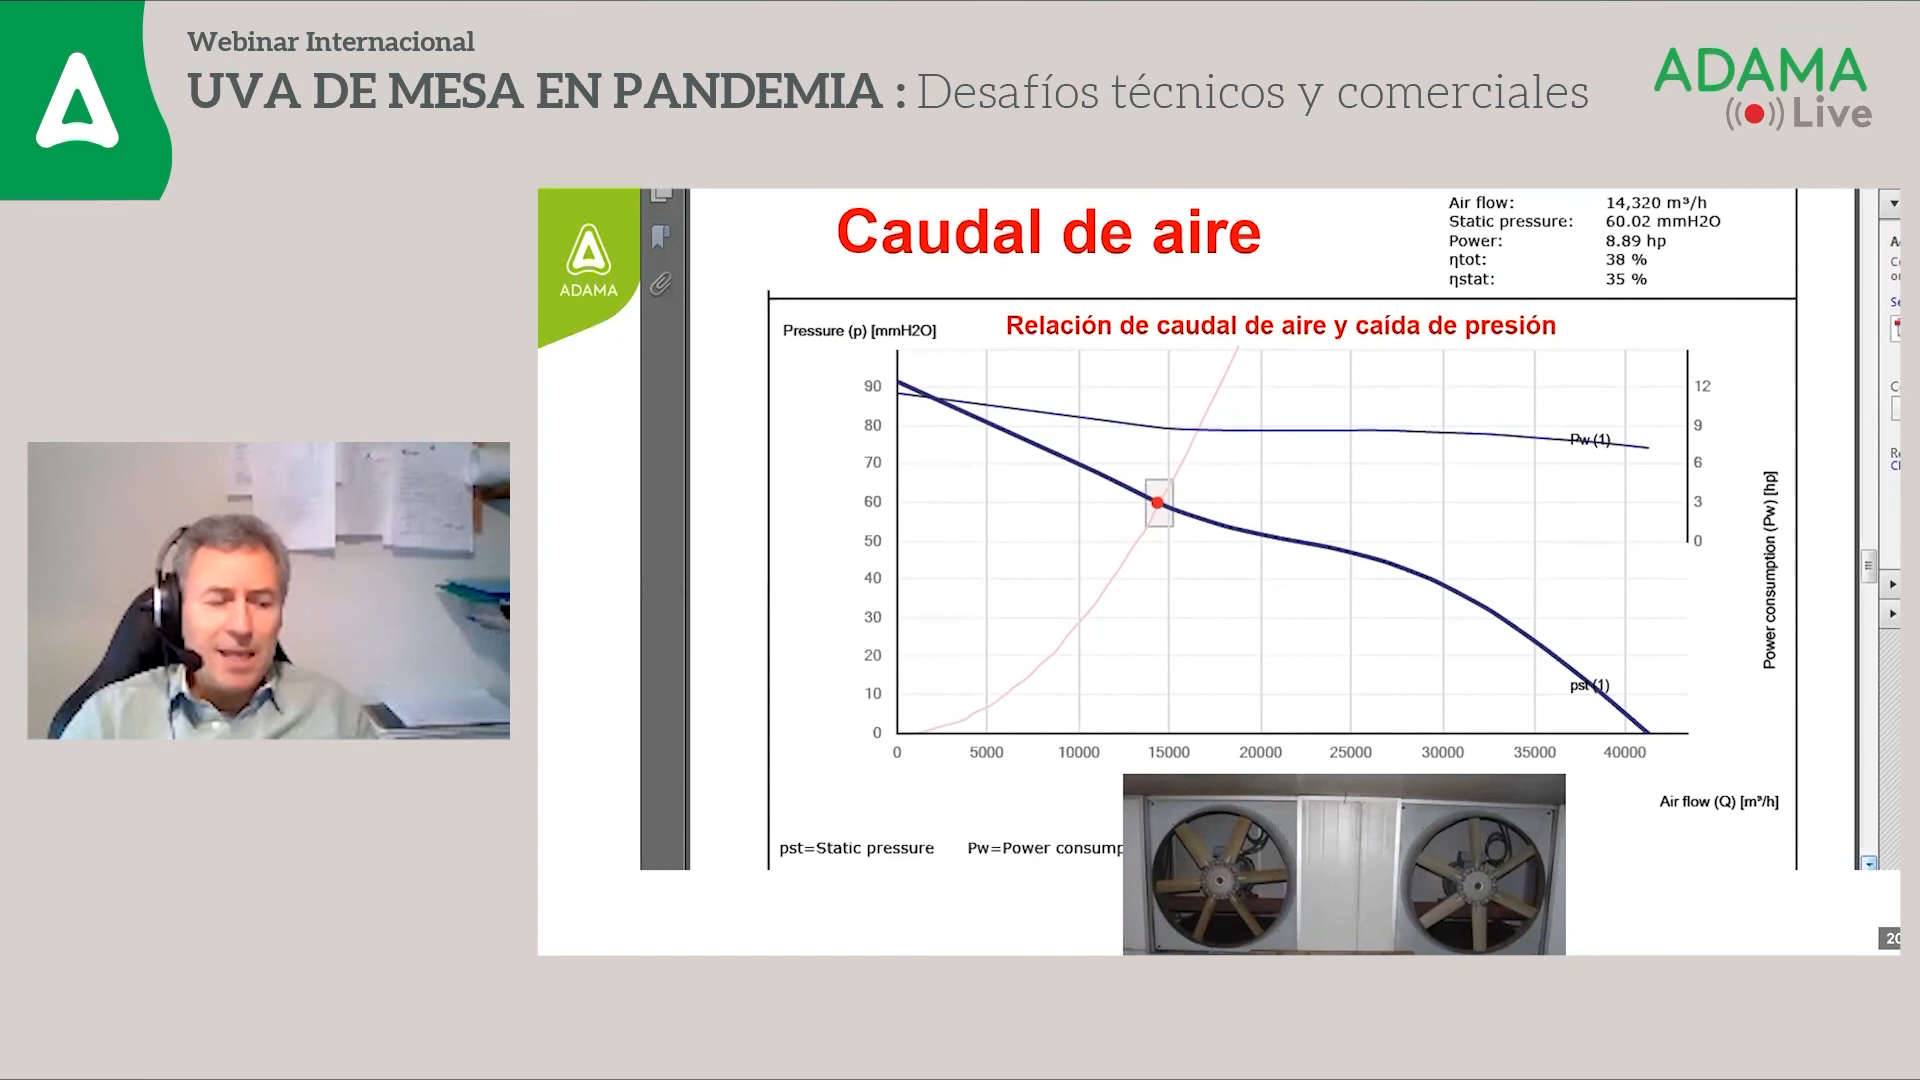 Webinar Internacional
UVA DE MESA EN PANDEMIA : Desafíos técnicos y comerciales
ADAMA
Live
ADAMA
Caudal de aire
Air flow: 14,320 m³/h
Static pressure: 60.02 mmH2O
Power: 8.89 hp
ηtot: 38 %
ηstat: 35 %
Pressure (p) [mmH2O]
Relación de caudal de aire y caída de presión
90
80
70
60
50
40
30
20
10
0
12
9
6
3
0
Pw (1)
pst (1)
Power consumption (Pw) [hp]
0 5000 10000 15000 20000 25000 30000 35000 40000
Air flow (Q) [m³/h]
pst=Static pressure Pw=Power consump
20